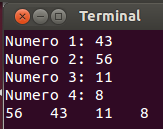 Terminal
Numero 1: 43
Numero 2: 56
Numero 3: 11
Numero 4: 8
56 43 11 8